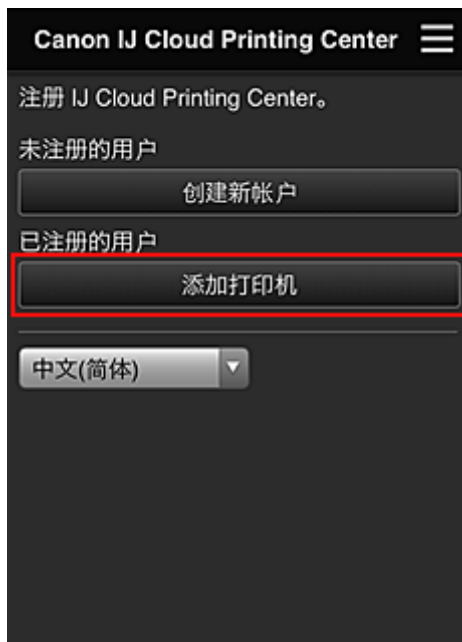 Canon IJ Cloud Printing Center
注册 IJ Cloud Printing Center。
未注册的用户
创建新帐户
已注册的用户
添加打印机
中文(简体)